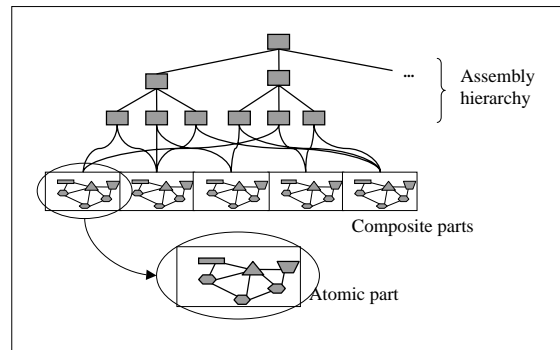 ...
Assembly
hierarchy
Composite parts
Atomic part